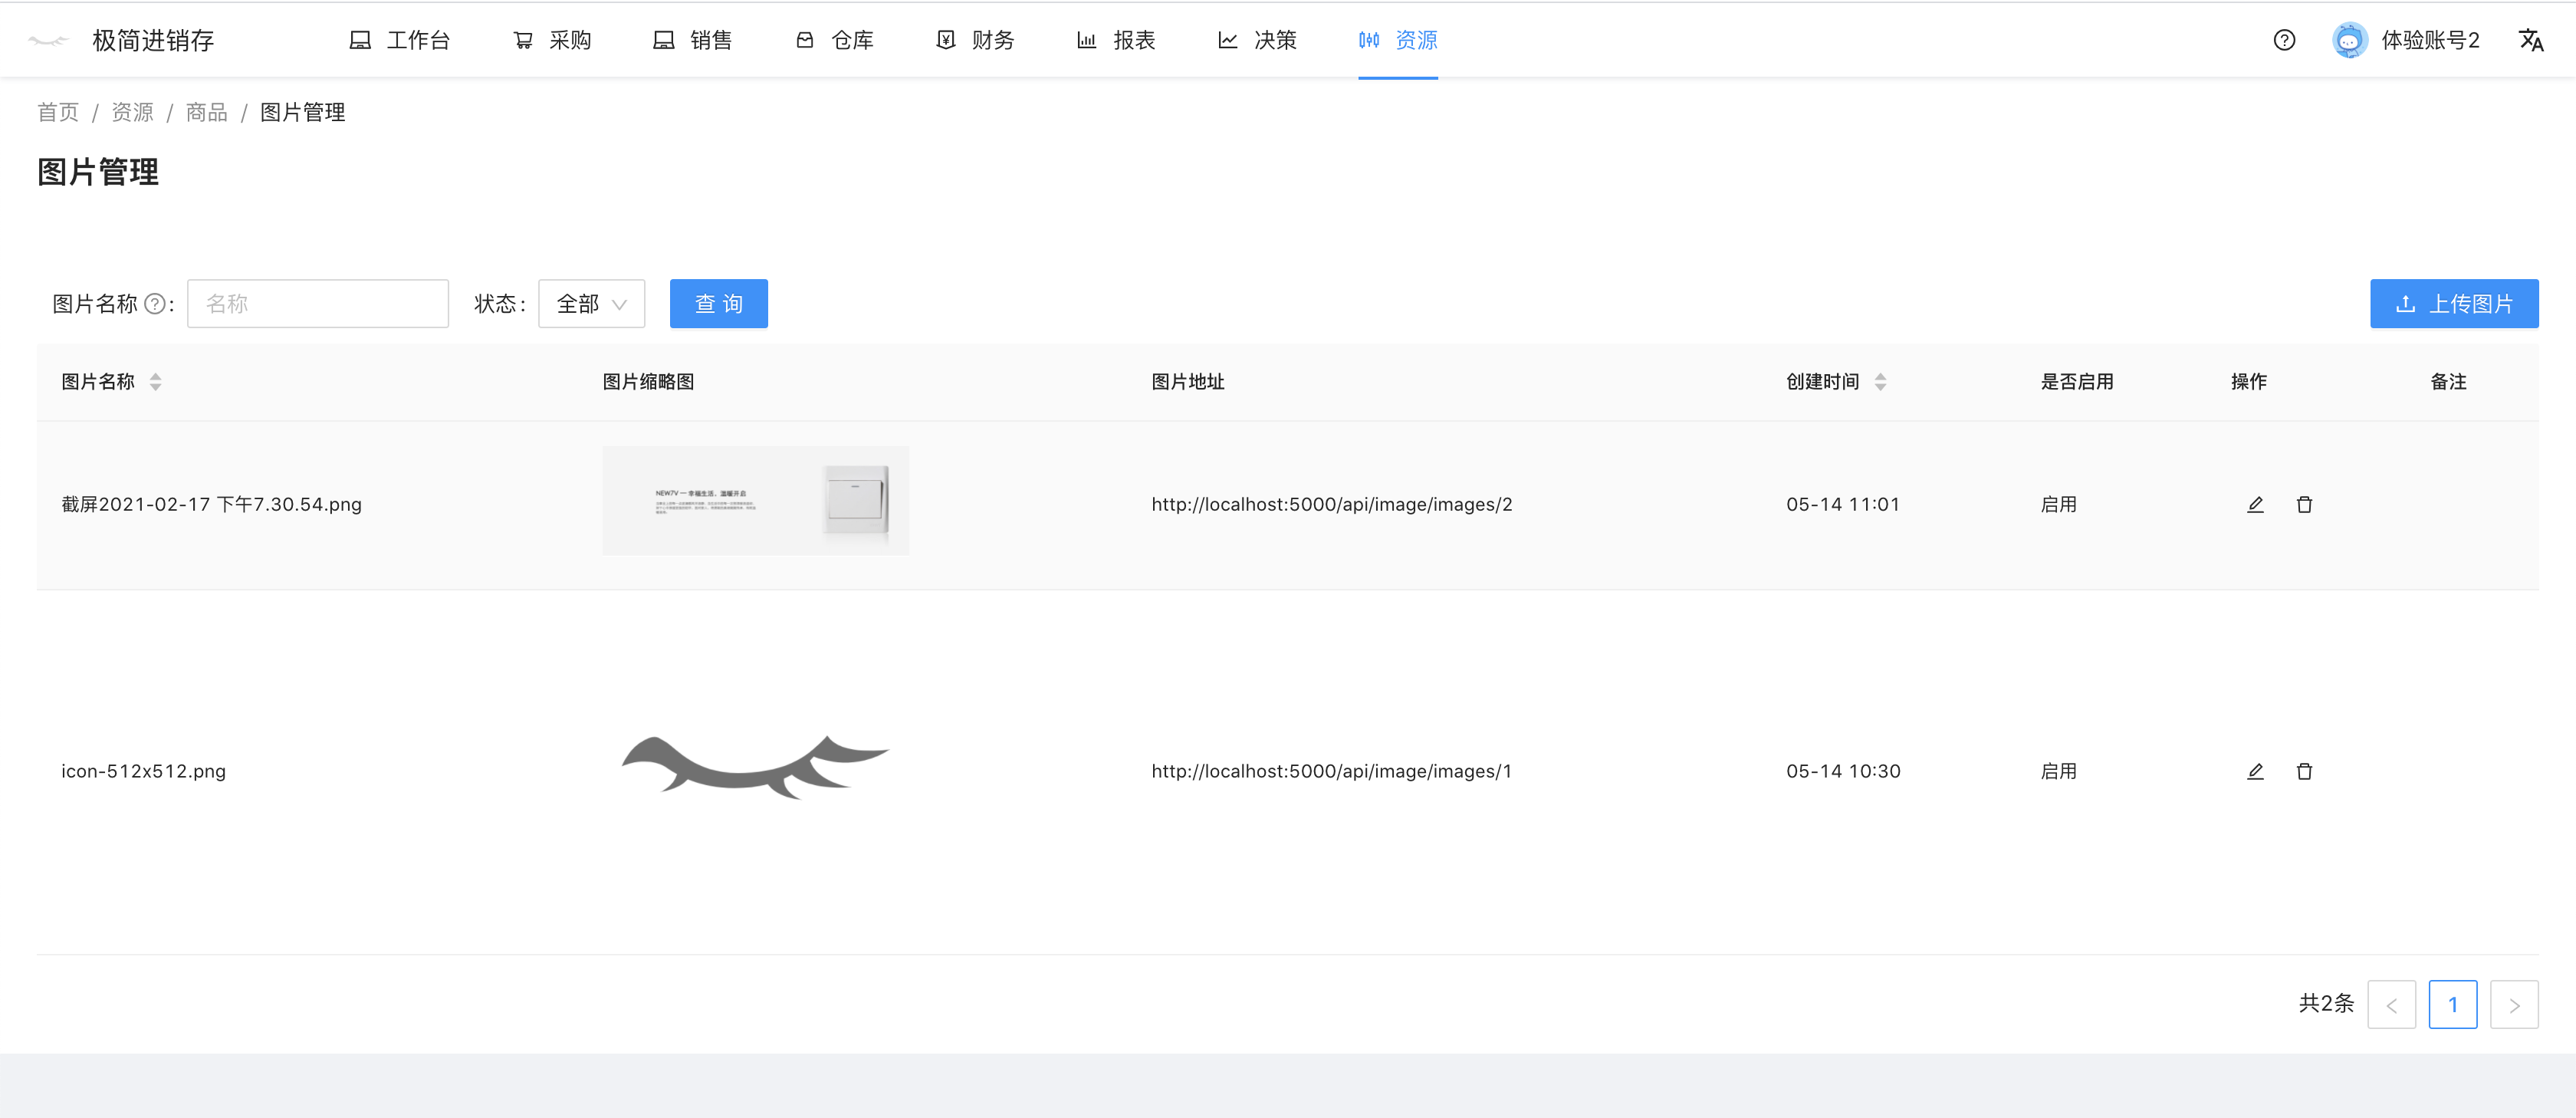 极简进销存 工作台 采购 销售 仓库 财务 报表 决策 资源 体验账号2
首页 / 资源 / 商品 / 图片管理
图片管理
图片名称 : 名称 状态 : 全部 查 询 上传图片
图片名称 图片缩略图 图片地址 创建时间 是否启用 操作 备注
截屏2021-02-17 下午7.30.54.png http://localhost:5000/api/image/images/2 05-14 11:01 启用
NEW7V — 幸福生活，温暖开启
icon-512x512.png http://localhost:5000/api/image/images/1 05-14 10:30 启用
共2条 < 1 >